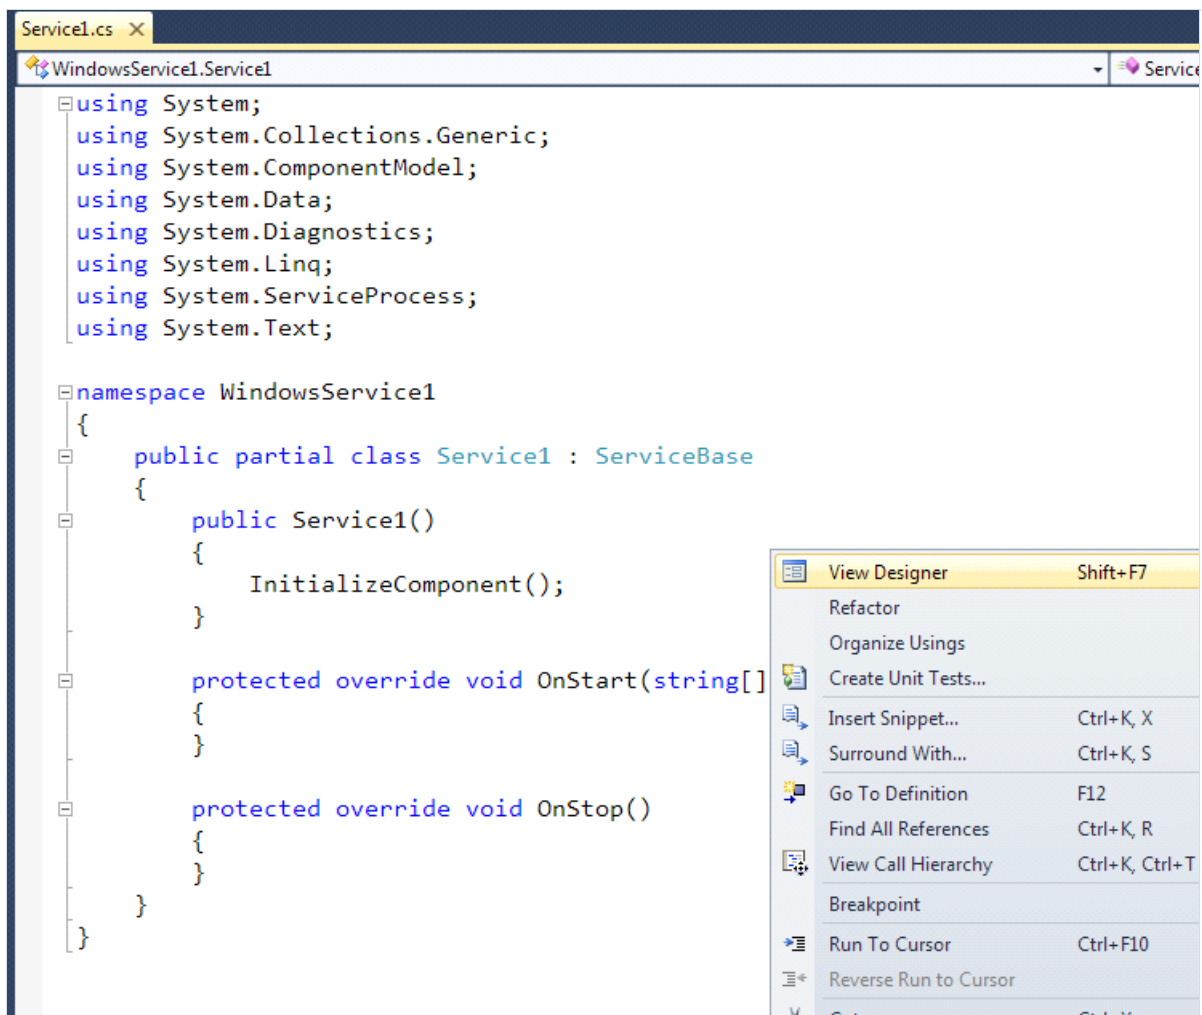 Service1.cs
WindowsService1.Service1
Service
using System;
using System.Collections.Generic;
using System.ComponentModel;
using System.Data;
using System.Diagnostics;
using System.Linq;
using System.ServiceProcess;
using System.Text;
namespace WindowsService1
{
public partial class Service1 : ServiceBase
{
public Service1()
{
InitializeComponent();
}
protected override void OnStart(string[]
{
}
protected override void OnStop()
{
}
}
}
View Designer Shift+F7
Refactor
Organize Usings
Create Unit Tests...
Insert Snippet... Ctrl+K, X
Surround With... Ctrl+K, S
Go To Definition F12
Find All References Ctrl+K, R
View Call Hierarchy Ctrl+K, Ctrl+T
Breakpoint
Run To Cursor Ctrl+F10
Reverse Run to Cursor